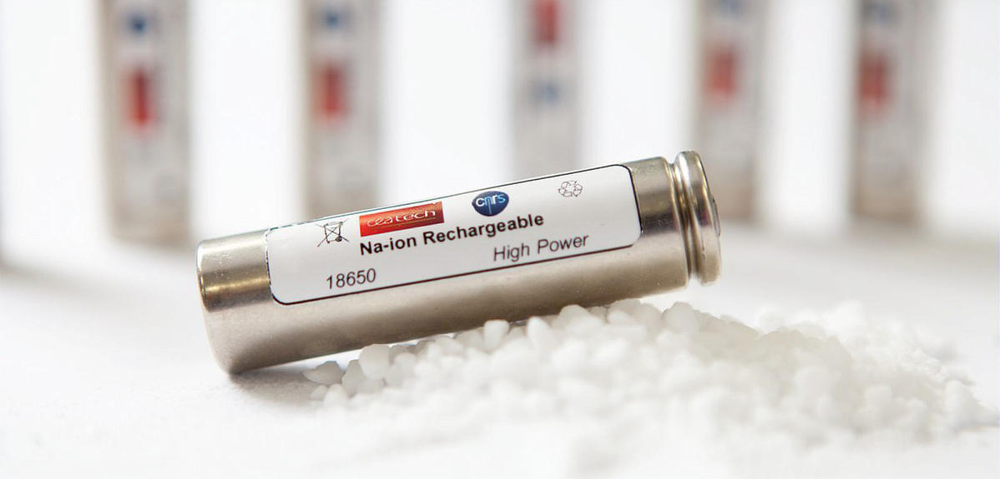 ceatech
cnrs
Na-ion Rechargeable
High Power
18650